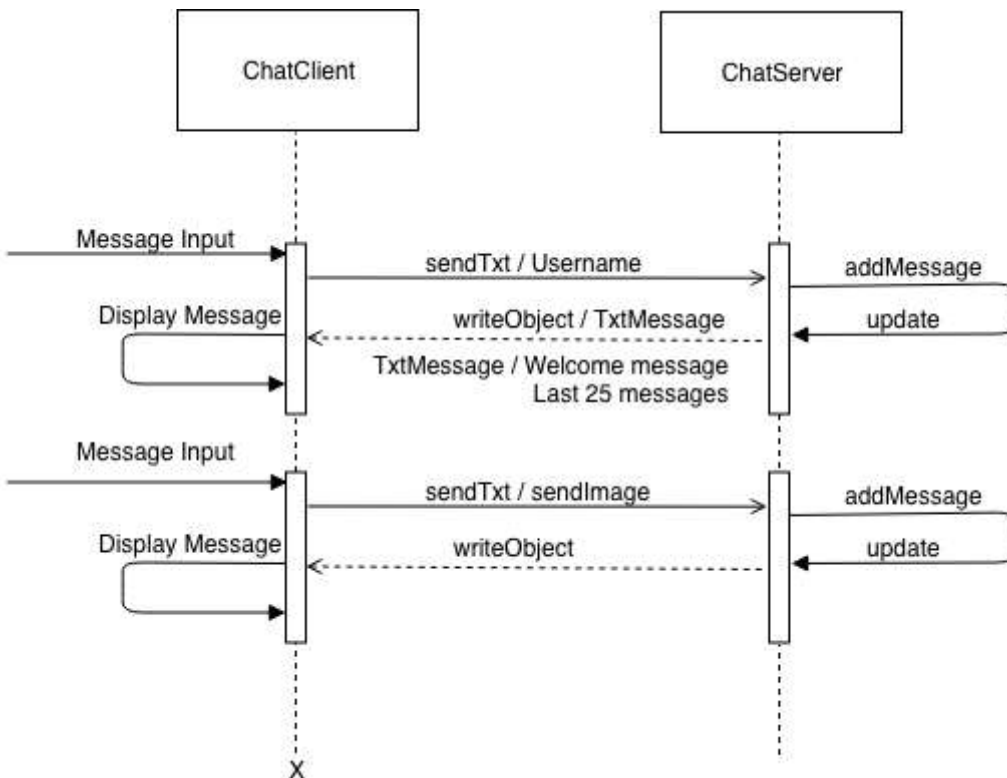 ChatClient
ChatServer
Message Input
sendTxt / Username
addMessage
Display Message
writeObject / TxtMessage
update
TxtMessage / Welcome message
Last 25 messages
Message Input
sendTxt / sendImage
addMessage
Display Message
writeObject
update
X